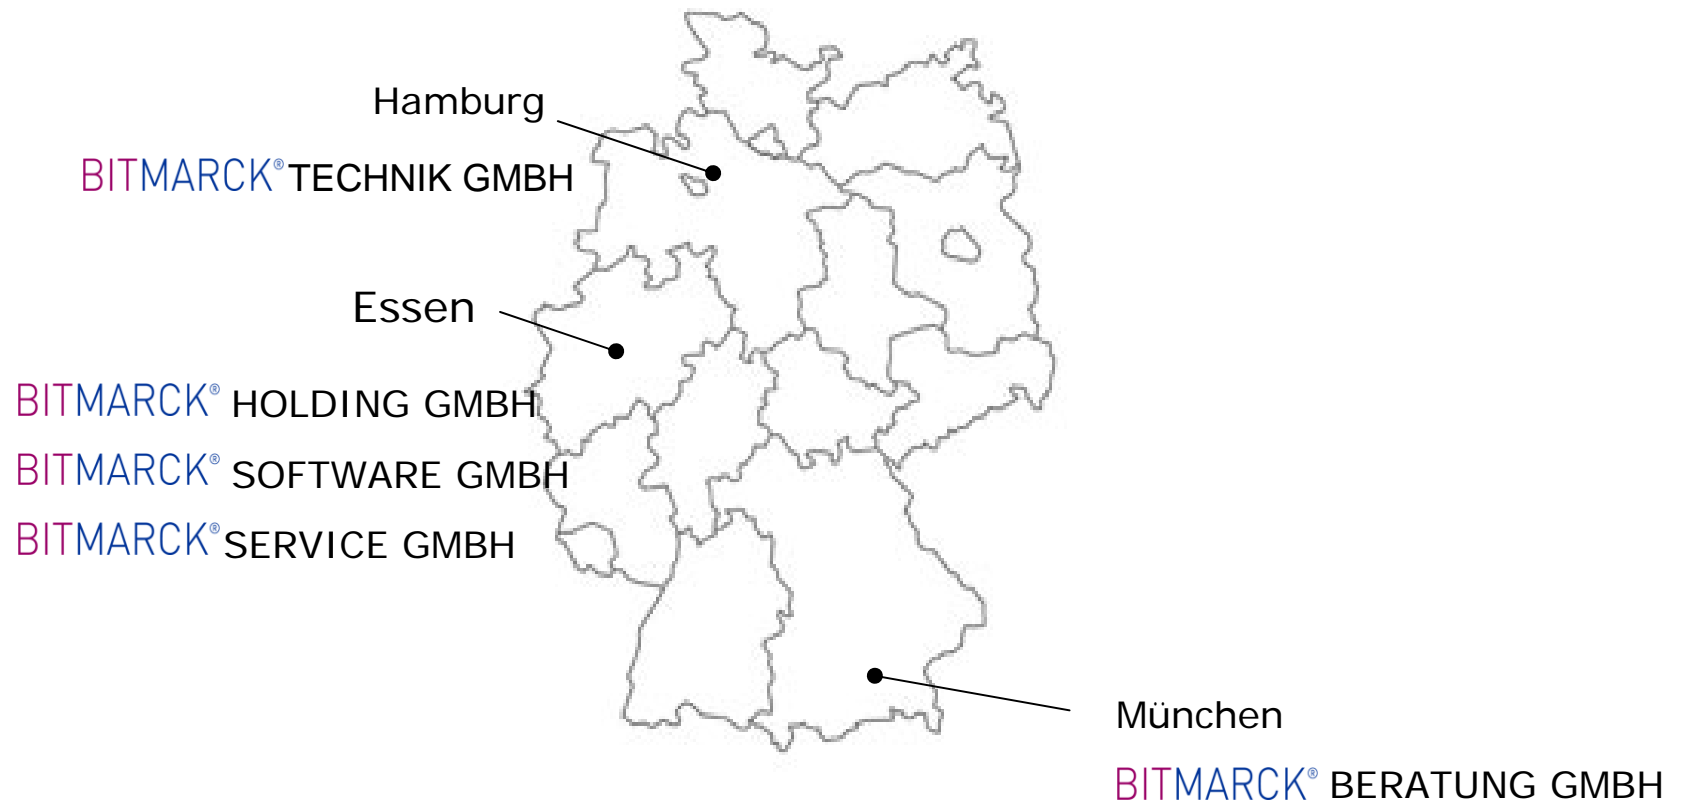 Hamburg
BITMARCK® TECHNIK GMBH
Essen
BITMARCK® HOLDING GMBH
BITMARCK® SOFTWARE GMBH
BITMARCK® SERVICE GMBH
München
BITMARCK® BERATUNG GMBH